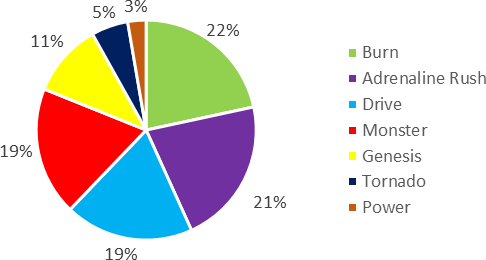 3%
5%
22%
11%
19%
21%
19%
Burn
Adrenaline Rush
Drive
Monster
Genesis
Tornado
Power